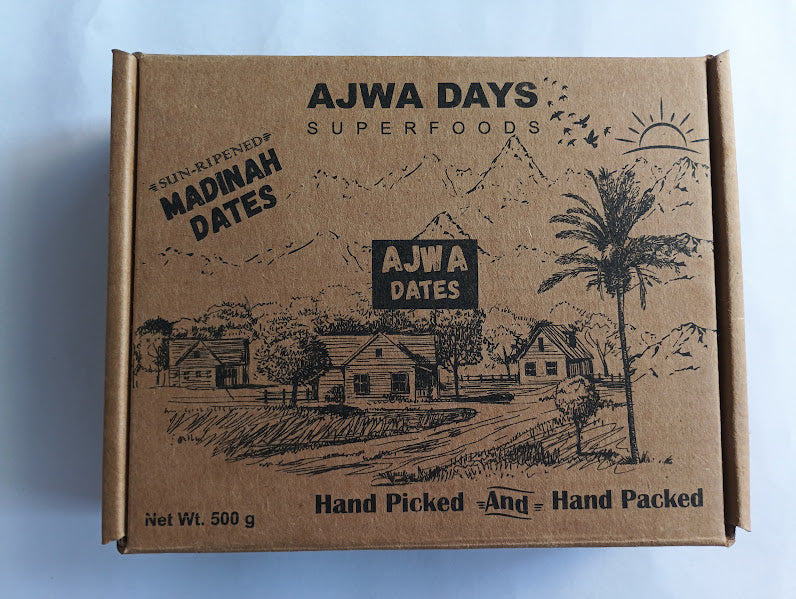 AJWA DAYS
SUPERFOODS
SUN-RIPENED
MADINAH
DATES
AJWA
DATES
Hand Picked And Hand Packed
Net Wt. 500 g